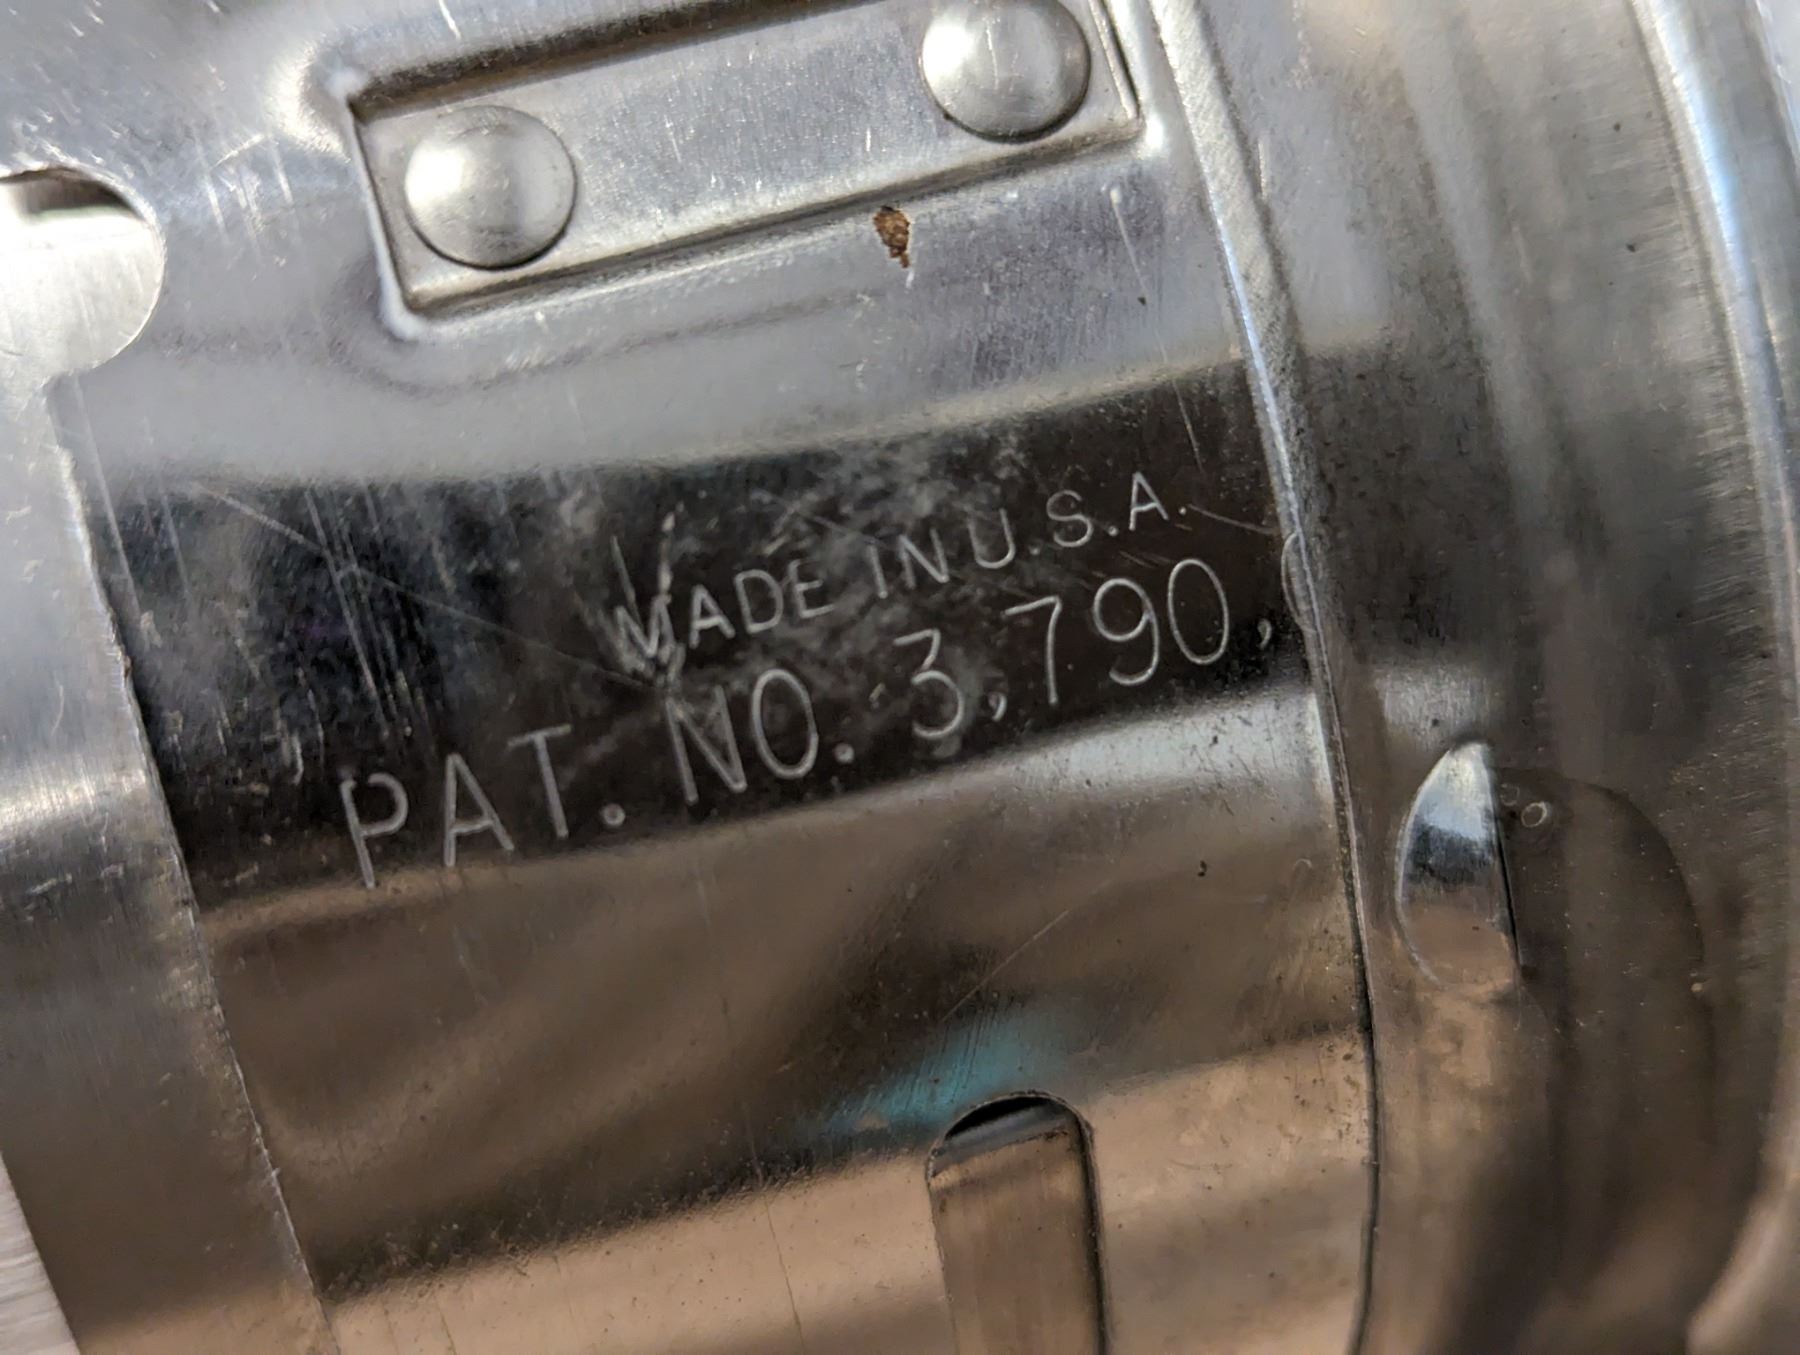 MADE IN U.S.A.
PAT. NO. 3,790,